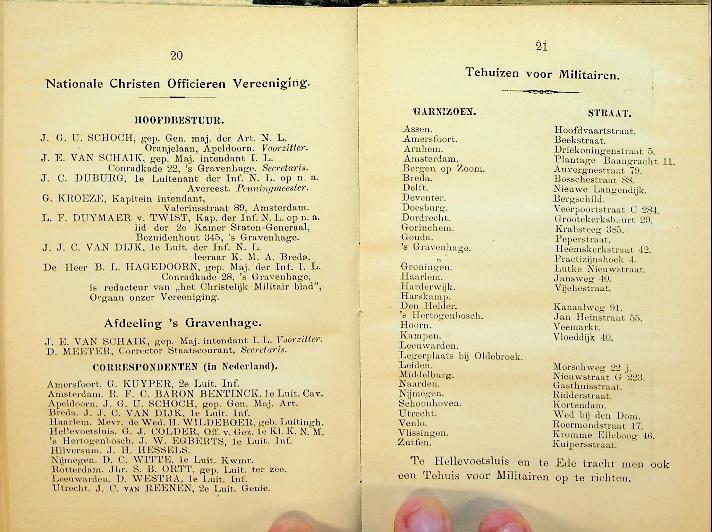 20
Nationale Christen Officieren Vereeniging.
HOOFDBESTUUR.
J. G. U. SCHOCH, gep. Gen. maj. der Art. N. L.
Oranjelaan, Apeldoorn. Voorzitter.
J. E. VAN SCHAIK, gep. Maj. intendant I. L.
Conradkade 22, 's Gravenhage. Secretaris.
J. C. DUBURG, 1e Luitenant der Inf. N. L. op n. a.
Avereest. Penningmeester.
G. KROEZE, Kapitein intendant,
Valeriusstraat 89, Amsterdam.
L. F. DUYMAER v. TWIST, Kap. der Inf. N. L. op n. a.
lid der 2e Kamer Staten-Generaal,
Bezuidenhout 345, 's Gravenhage.
J. J. C. VAN DIJK, 1e Luit. der Inf. N. L.
leeraar K. M. A. Breda.
De Heer B. L. HAGEDOORN, gep. Maj. der Inf. I. L.
Conradkade 28, 's Gravenhage,
is redacteur van „het Christelijk Militair blad",
Orgaan onzer Vereeniging.
Afdeeling 's Gravenhage.
J. E. VAN SCHAIK, gep. Maj. intendant I. L. Voorzitter.
D. MEETER, Corrector Staatscourant, Secretaris.
CORRESPONDENTEN (in Nederland).
Amersfoort. G. KUYPER, 2e Luit. Inf.
Amsterdam. R. F. C. BARON BENTINCK, 1e Luit. Cav.
Apeldoorn. J. G. U. SCHOCH, gep. Gen. Maj. Art.
Breda. J. J. C. VAN DIJK, 1e Luit. Inf.
Haarlem. Mevr. de Wed. H. WILDEBOER, geb. Luitingh.
Hellevoetsluis. G. J. COLDER, Off. v. Gez. 1e Kl. K. N. M.
's Hertogenbosch. J. W. EGBERTS, 1e Luit. Inf.
Hilversum. J. H. HESSELS.
Nijmegen. D. C. WITTE, 1e Luit. Kwmr.
Rotterdam. Jhr. S. B. ORTT, gep. Luit. ter zee.
Leeuwarden. D. WESTRA, 1e Luit. Inf.
Utrecht. J. C. VAN REENEN, 2e Luit. Genie.
21
Tehuizen voor Militairen.
GARNIZOEN. STRAAT.
Assen. Hoofdvaartstraat.
Amersfoort. Beekstraat.
Arnhem. Driekoningenstraat 5.
Amsterdam. Plantage Baangracht 11.
Bergen op Zoom. Auvergnestraat 79.
Breda. Bosschestraat 88.
Delft. Nieuwe Langendijk.
Deventer. Bergschild.
Doesburg. Veerpoortstraat C 284.
Dordrecht. Grootekerksbuurt 29.
Gorinchem. Krabsteeg 385.
Gouda. Peperstraat.
's Gravenhage. Heemskerkstraat 42.
„ Practizijnshoek 4.
Groningen. Lutke Nieuwstraat.
Haarlem. Jansweg 40.
Harderwijk. Vijchestraat.
Harskamp.
Den Helder. Kanaalweg 91.
's Hertogenbosch. Jan Heinstraat 55.
Hoorn. Veemarkt.
Kampen. Vloeddijk 40.
Leeuwarden.
Legerplaats bij Oldebroek.
Leiden. Morschweg 22 j.
Middelburg. Nieuwstraat G 223.
Naarden. Gasthuisstraat.
Nijmegen. Ridderstraat.
Schoonhoven. Kortendam.
Utrecht. Wed bij den Dom.
Venlo. Roermondstraat 17.
Vlissingen. Kromme Elleboog 46.
Zutfen. Kuipersstraat.
Te Hellevoetsluis en te Ede tracht men ook
een Tehuis voor Militairen op te richten.